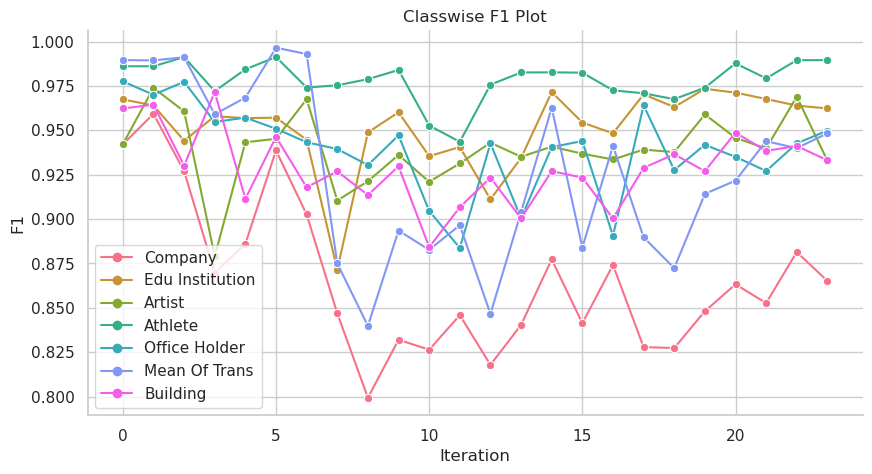 Classwise F1 Plot
1.000
0.975
0.950
0.925
0.900
0.875
0.850
0.825
0.800
F1
Company
Edu Institution
Artist
Athlete
Office Holder
Mean Of Trans
Building
0 5 10 15 20
Iteration